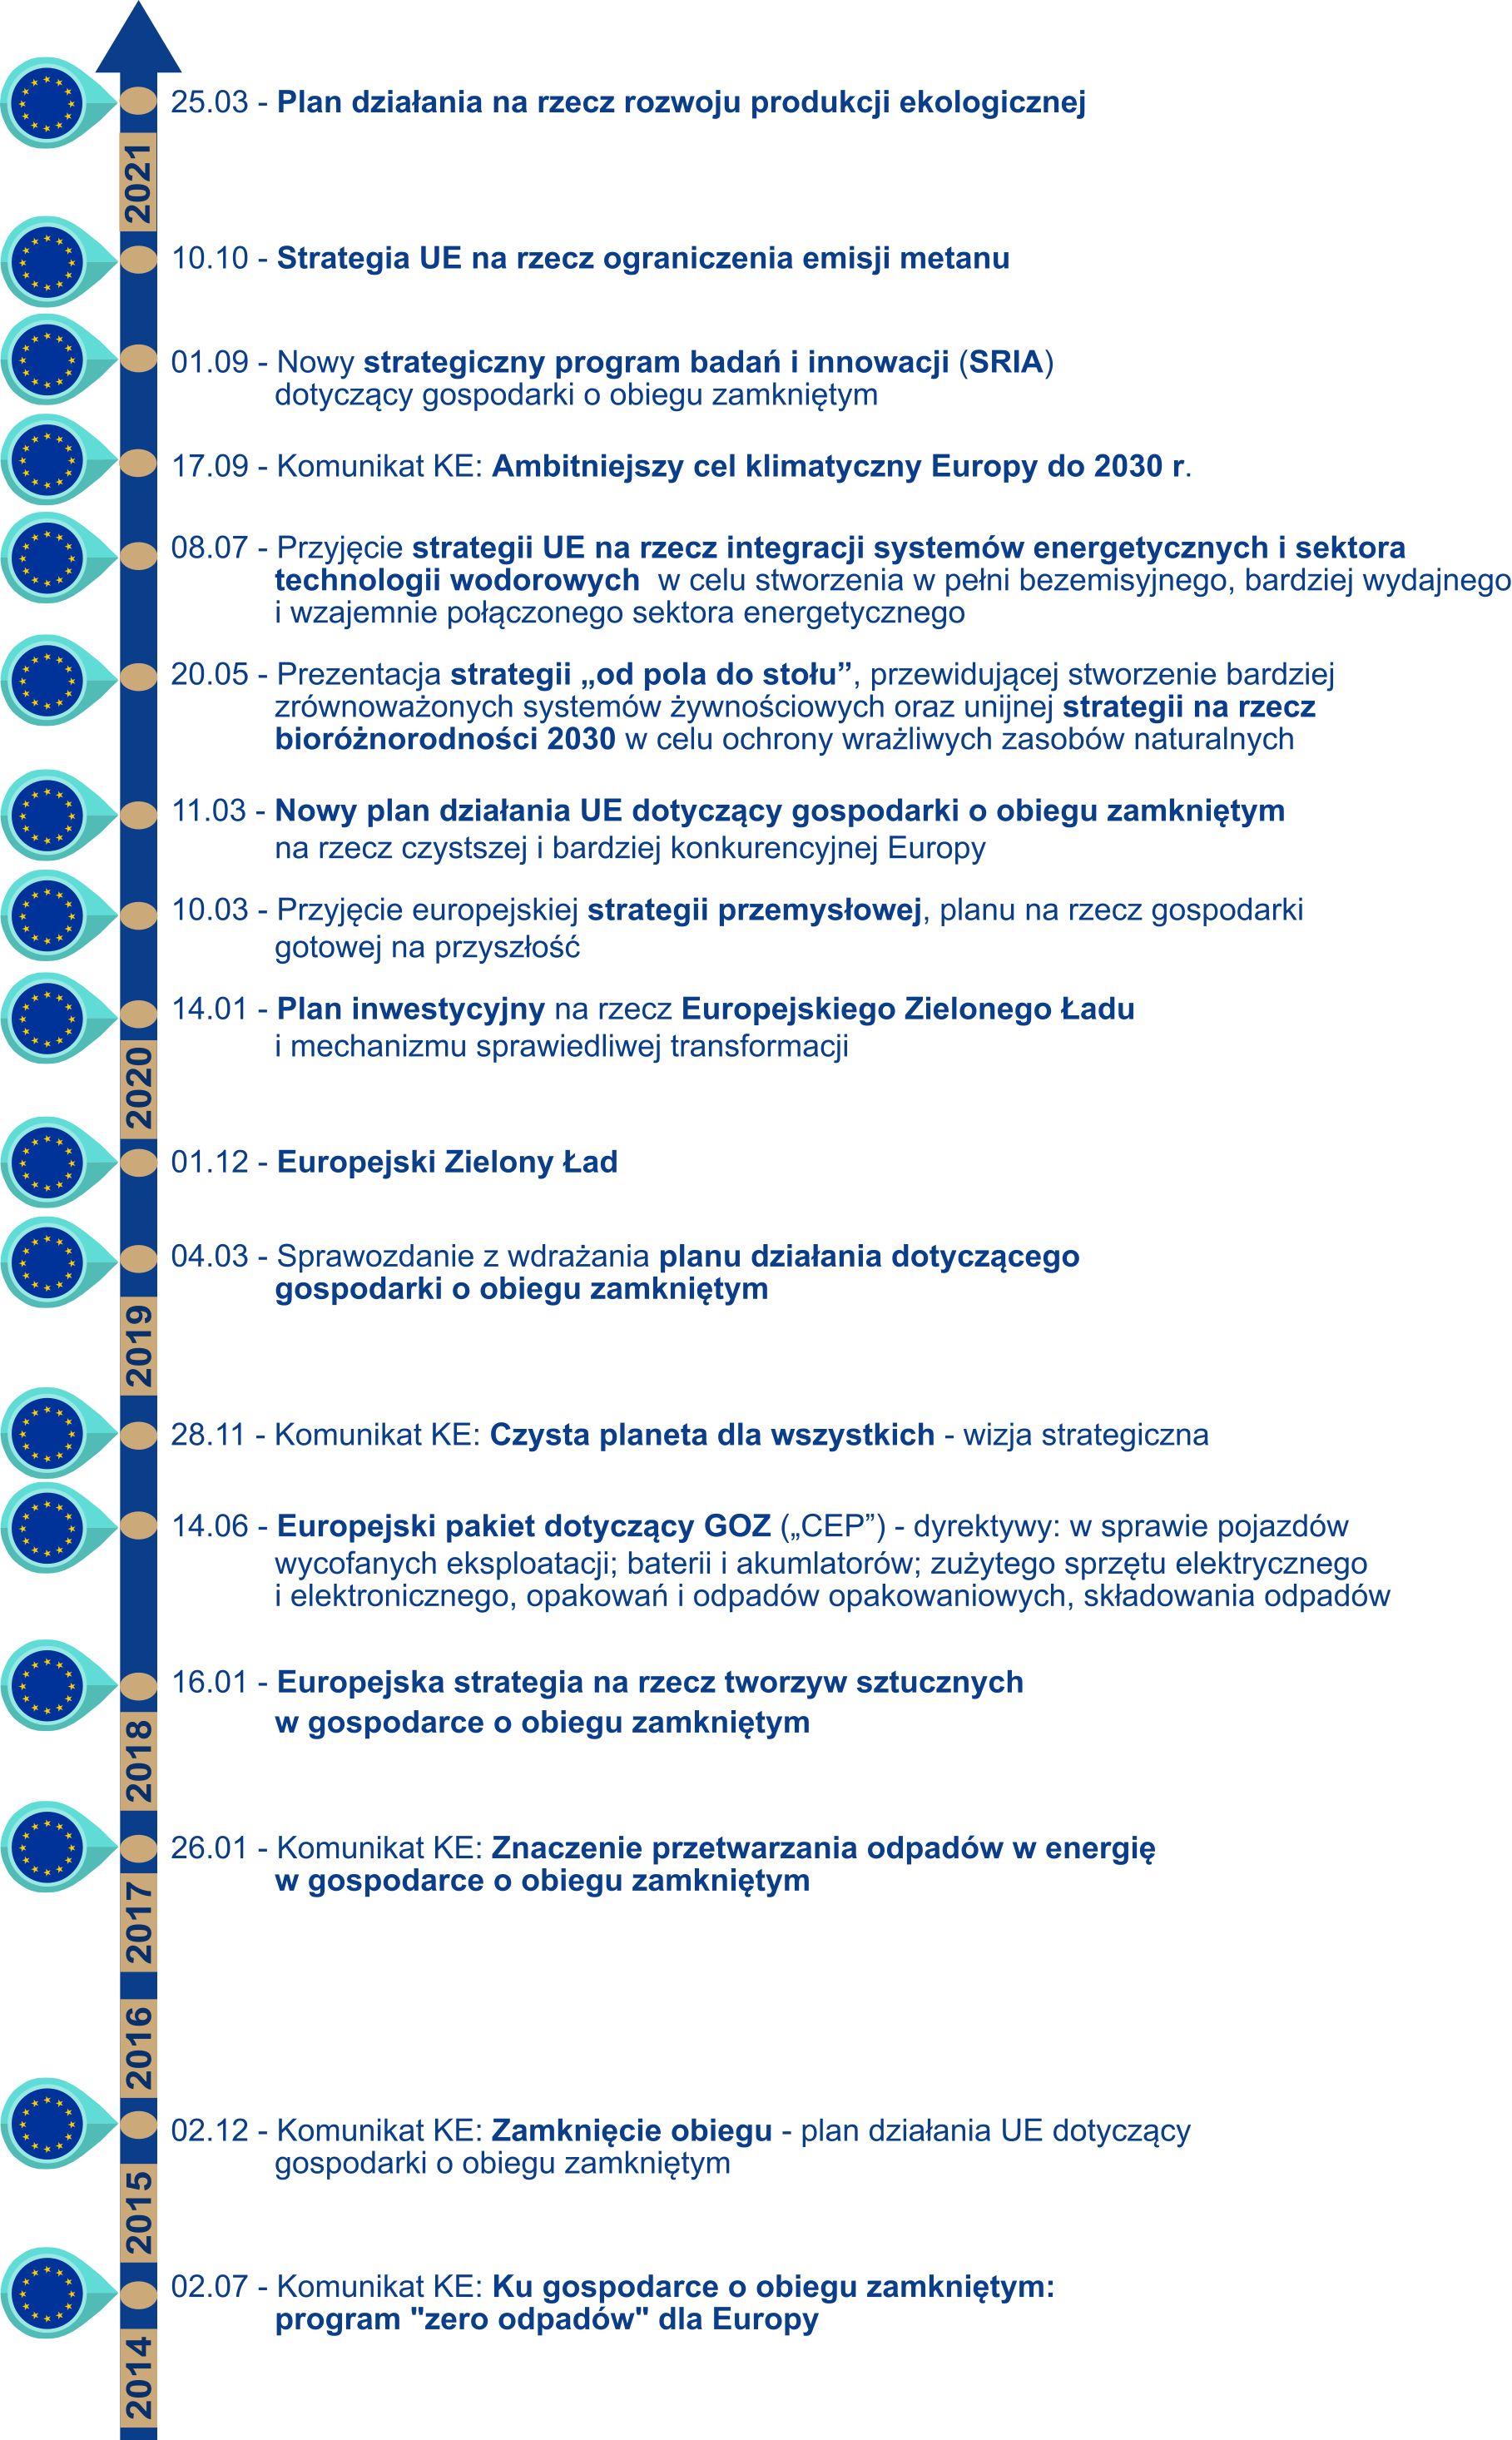 25.03 - Plan działania na rzecz rozwoju produkcji ekologicznej
2021
10.10 - Strategia UE na rzecz ograniczenia emisji metanu
01.09 - Nowy strategiczny program badań i innowacji (SRIA)
dotyczący gospodarki o obiegu zamkniętym
17.09 - Komunikat KE: Ambitniejszy cel klimatyczny Europy do 2030 r.
08.07 - Przyjęcie strategii UE na rzecz integracji systemów energetycznych i sektora
technologii wodorowych w celu stworzenia w pełni bezemisyjnego, bardziej wydajnego
i wzajemnie połączonego sektora energetycznego
20.05 - Prezentacja strategii „od pola do stołu”, przewidującej stworzenie bardziej
zrównoważonych systemów żywnościowych oraz unijnej strategii na rzecz
bioróżnorodności 2030 w celu ochrony wrażliwych zasobów naturalnych
11.03 - Nowy plan działania UE dotyczący gospodarki o obiegu zamkniętym
na rzecz czystszej i bardziej konkurencyjnej Europy
10.03 - Przyjęcie europejskiej strategii przemysłowej, planu na rzecz gospodarki
gotowej na przyszłość
14.01 - Plan inwestycyjny na rzecz Europejskiego Zielonego Ładu
i mechanizmu sprawiedliwej transformacji
2020
01.12 - Europejski Zielony Ład
04.03 - Sprawozdanie z wdrażania planu działania dotyczącego
gospodarki o obiegu zamkniętym
2019
28.11 - Komunikat KE: Czysta planeta dla wszystkich - wizja strategiczna
14.06 - Europejski pakiet dotyczący GOZ („CEP”) - dyrektywy: w sprawie pojazdów
wycofanych eksploatacji; baterii i akumlatorów; zużytego sprzętu elektrycznego
i elektronicznego, opakowań i odpadów opakowaniowych, składowania odpadów
16.01 - Europejska strategia na rzecz tworzyw sztucznych
w gospodarce o obiegu zamkniętym
2018
26.01 - Komunikat KE: Znaczenie przetwarzania odpadów w energię
w gospodarce o obiegu zamkniętym
2017
2016
02.12 - Komunikat KE: Zamknięcie obiegu - plan działania UE dotyczący
gospodarki o obiegu zamkniętym
2015
02.07 - Komunikat KE: Ku gospodarce o obiegu zamkniętym:
program "zero odpadów" dla Europy
2014